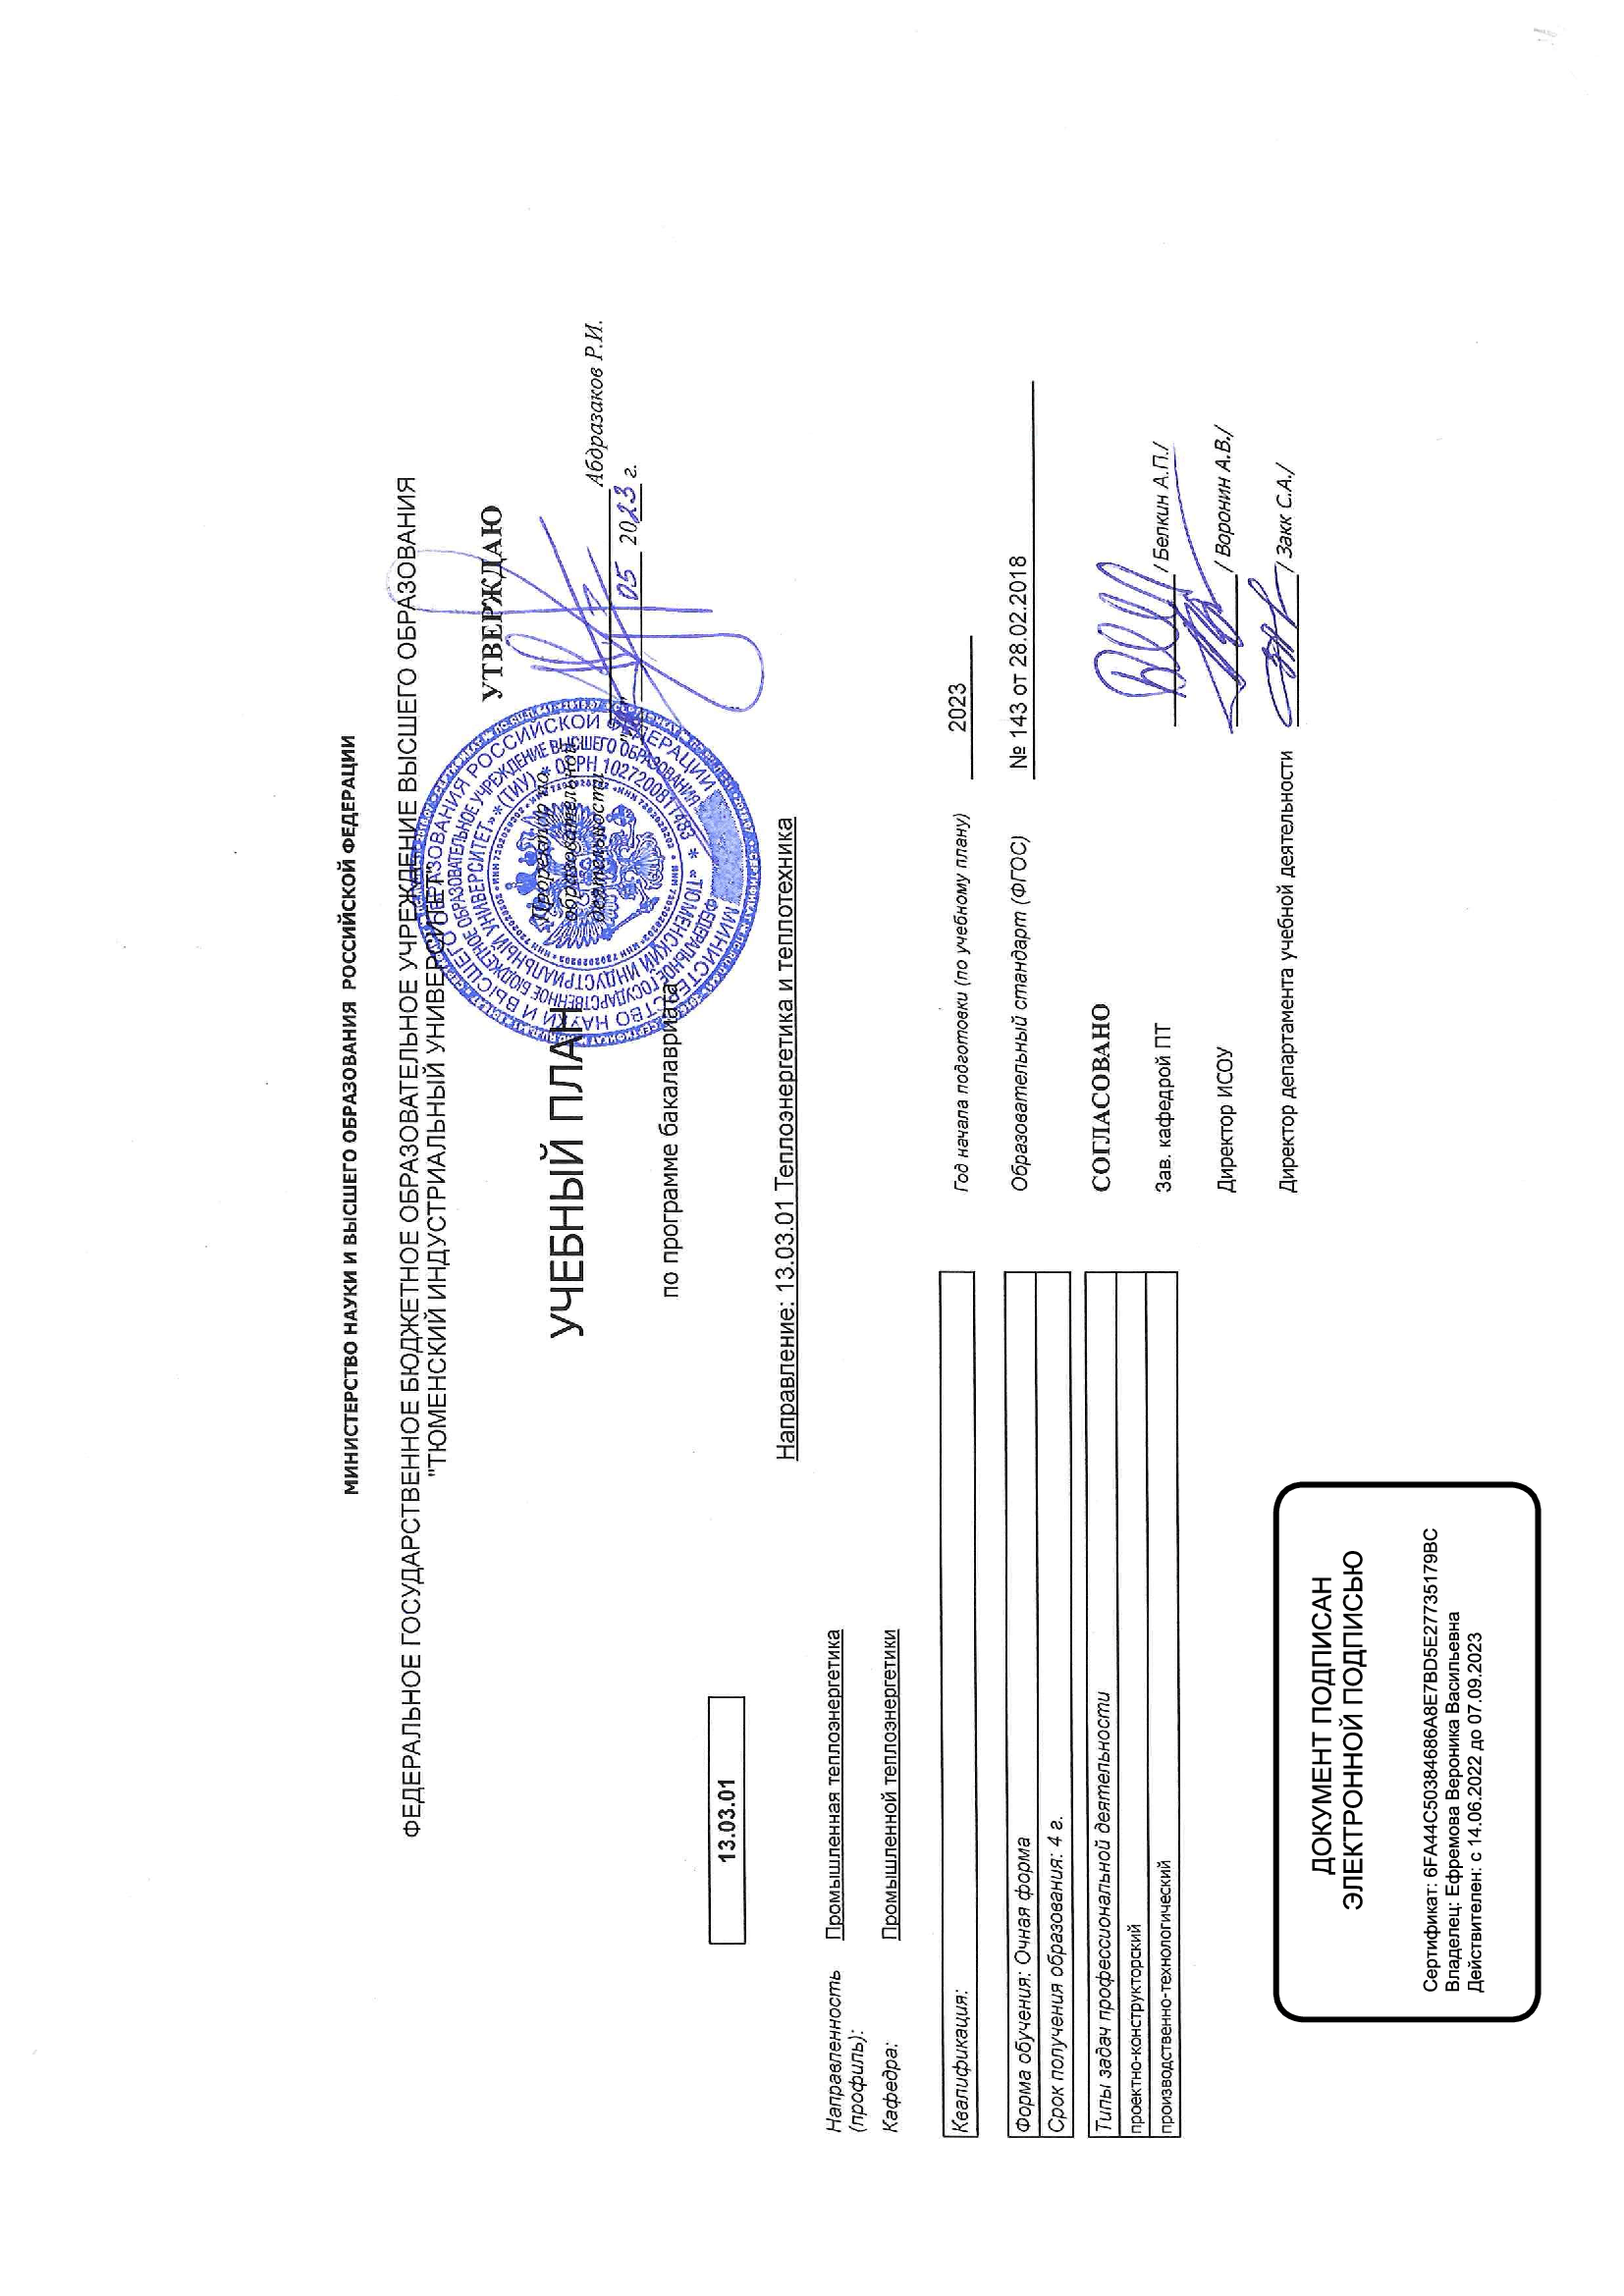 МИНИСТЕРСТВО НАУКИ И ВЫСШЕГО ОБРАЗОВАНИЯ РОССИЙСКОЙ ФЕДЕРАЦИИ
ФЕДЕРАЛЬНОЕ ГОСУДАРСТВЕННОЕ БЮДЖЕТНОЕ ОБРАЗОВАТЕЛЬНОЕ УЧРЕЖДЕНИЕ ВЫСШЕГО ОБРАЗОВАНИЯ
"ТЮМЕНСКИЙ ИНДУСТРИАЛЬНЫЙ УНИВЕРСИТЕТ"
УТВЕРЖДАЮ
Проректор по
образовательной
деятельности
Абдразаков Р.И.
05 2023 г.
УЧЕБНЫЙ ПЛАН
по программе бакалавриата
13.03.01
Направление: 13.03.01 Теплоэнергетика и теплотехника
Направленность
(профиль):
Промышленная теплоэнергетика
Кафедра:
Промышленной теплоэнергетики
Квалификация:
Форма обучения: Очная форма
Срок получения образования: 4 г.
Типы задач профессиональной деятельности
проектно-конструкторский
производственно-технологический
Год начала подготовки (по учебному плану) 2023
Образовательный стандарт (ФГОС) № 143 от 28.02.2018
СОГЛАСОВАНО
Зав. кафедрой ПТ / Белкин А.П./
Директор ИСОУ / Воронин А.В./
Директор департамента учебной деятельности / Закк С.А./
МИНИСТЕРСТВО НАУКИ И ВЫСШЕГО ОБРАЗОВАНИЯ РОССИЙСКОЙ ФЕДЕРАЦИИ
ФЕДЕРАЛЬНОЕ ГОСУДАРСТВЕННОЕ БЮДЖЕТНОЕ ОБРАЗОВАТЕЛЬНОЕ УЧРЕЖДЕНИЕ ВЫСШЕГО ОБРАЗОВАНИЯ
* «ТЮМЕНСКИЙ ИНДУСТРИАЛЬНЫЙ УНИВЕРСИТЕТ» * (ТИУ) * ОГРН 1027200811483
ДОКУМЕНТ ПОДПИСАН
ЭЛЕКТРОННОЙ ПОДПИСЬЮ
Сертификат: 6FA44C50384686A8E7BD5E27735179BC
Владелец: Ефремова Вероника Васильевна
Действителен: с 14.06.2022 до 07.09.2023